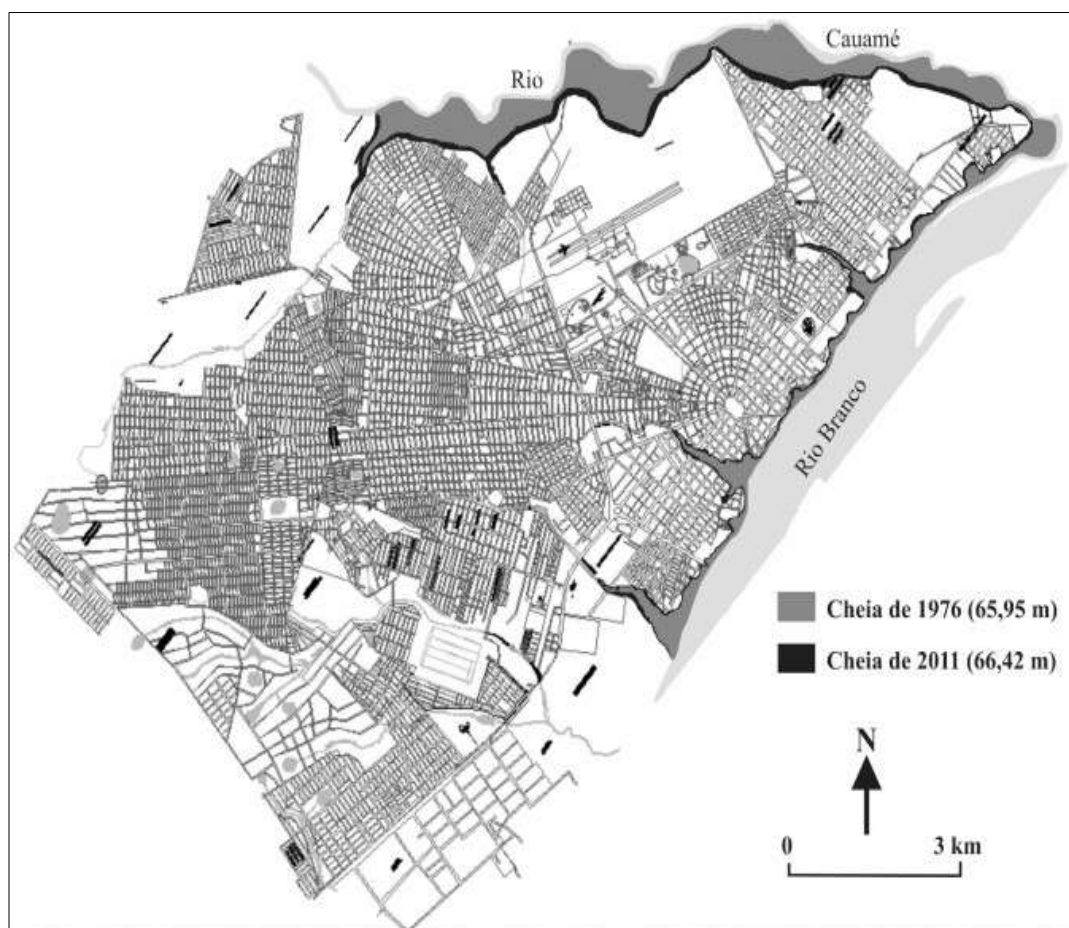 Cauamé
Rio
Rio Branco
Cheia de 1976 (65,95 m)
Cheia de 2011 (66,42 m)
N
0 3 km